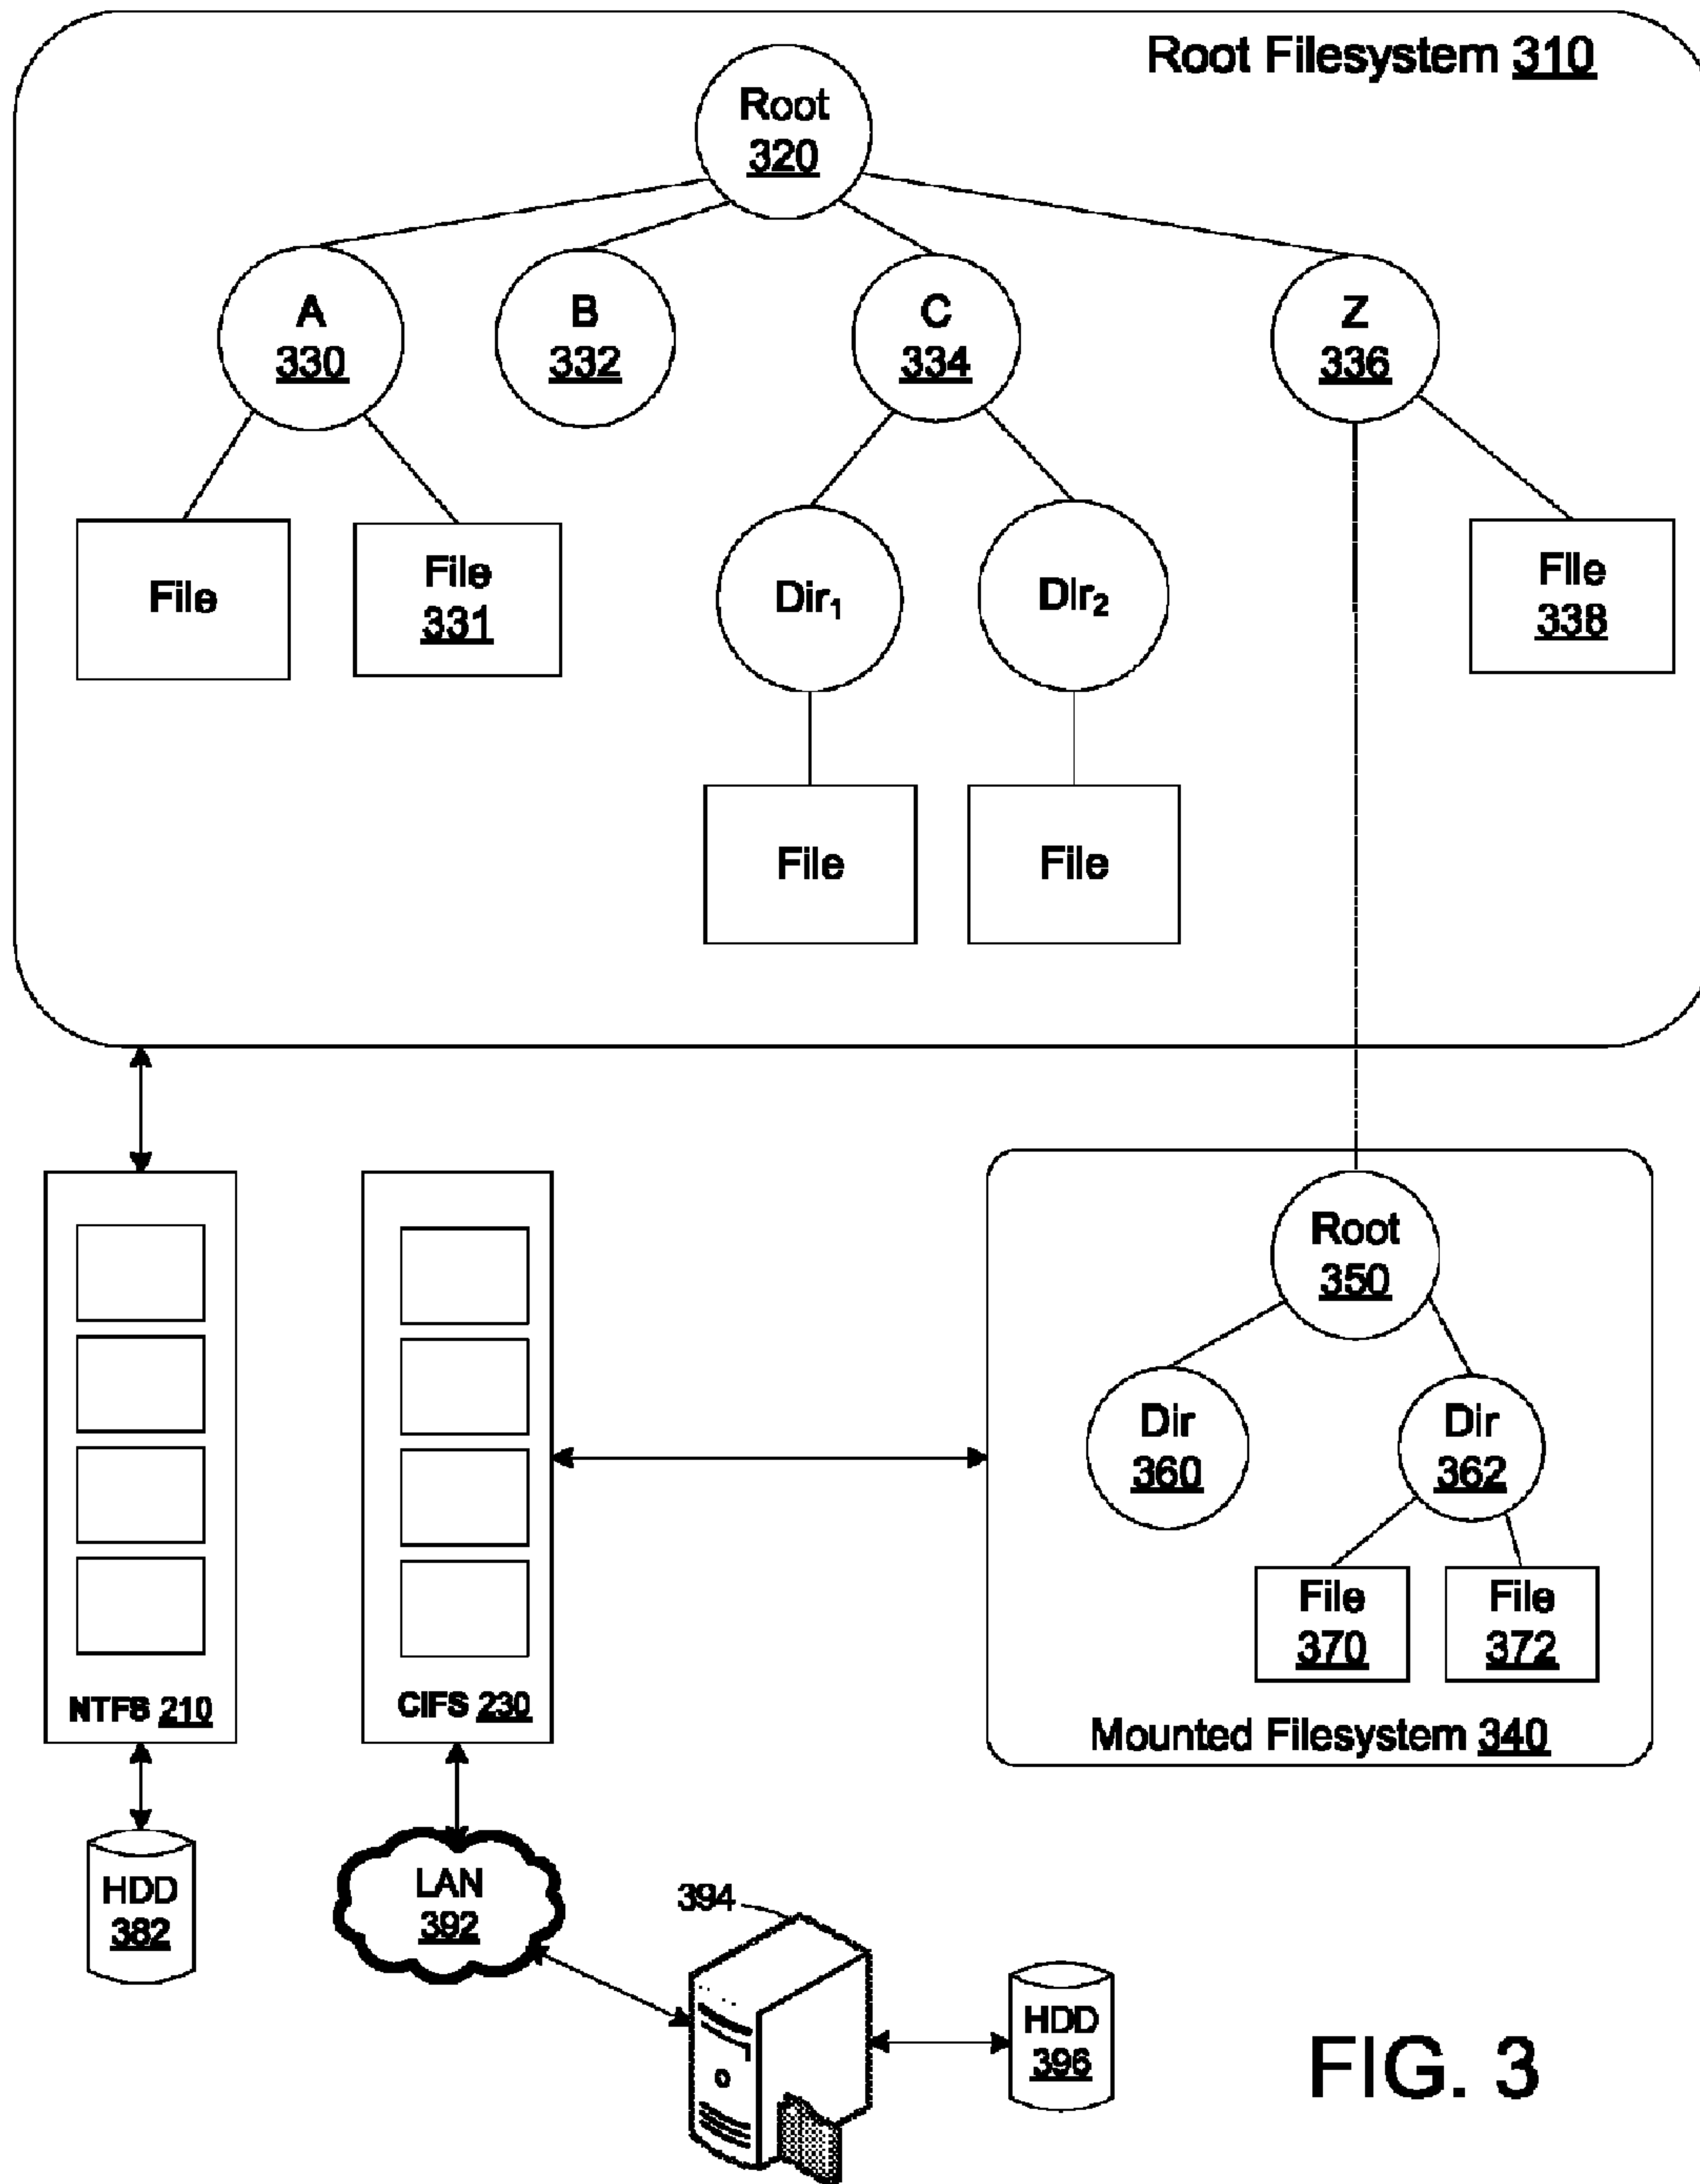 Root Filesystem 310
Root
320
A
330
B
332
C
334
Z
336
File
File
331
Dir₁
Dir₂
File
338
File
File
Root
350
Dir
360
Dir
362
File
370
File
372
NTFS 210
CIFS 230
Mounted Filesystem 340
HDD
382
LAN
392
394
HDD
396
FIG. 3